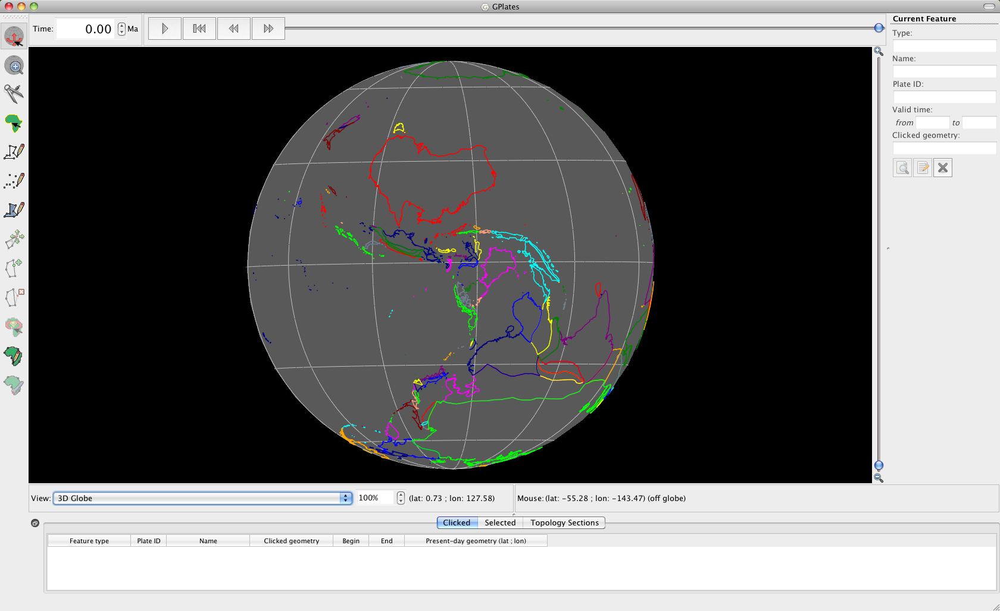 GPlates
Time: 0.00 Ma
Current Feature
Type:
Name:
Plate ID:
Valid time:
from to
Clicked geometry:
View: 3D Globe 100% (lat: 0.73 ; lon: 127.58) Mouse: (lat: -55.28 ; lon: -143.47) (off globe)
Clicked Selected Topology Sections
Feature type Plate ID Name Clicked geometry Begin End Present-day geometry (lat ; lon)